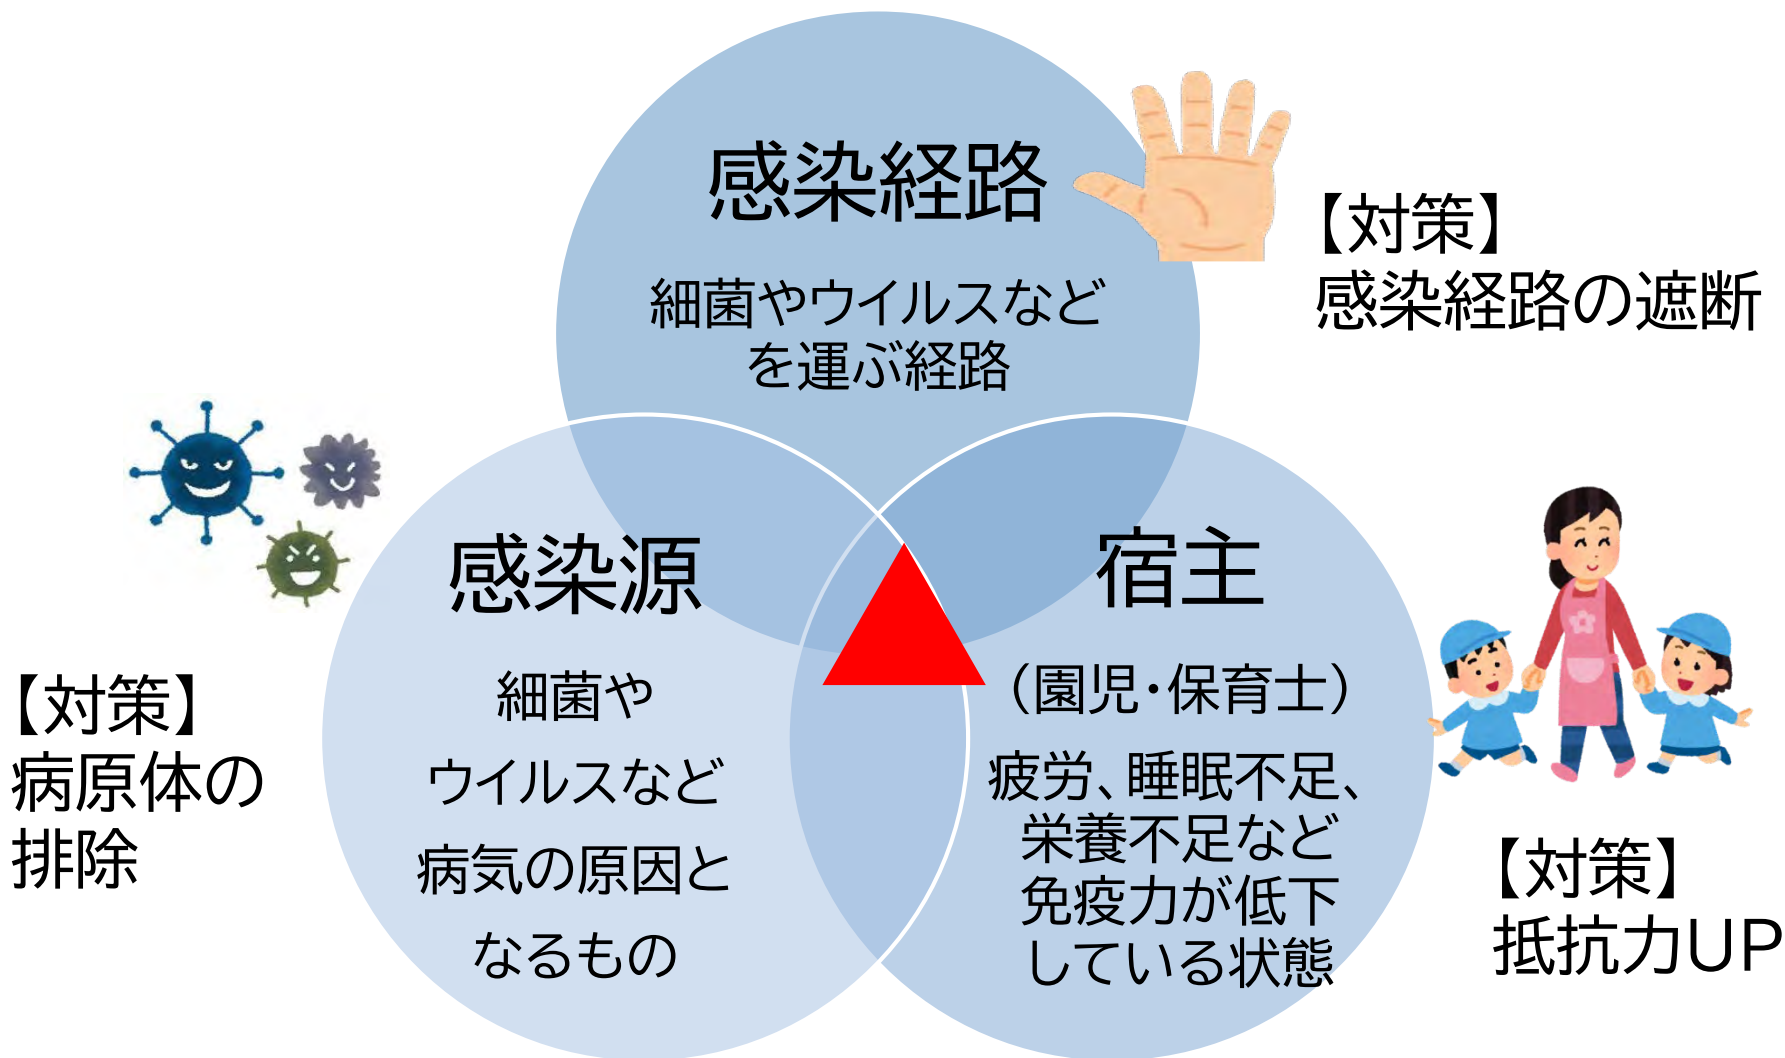 感染経路
細菌やウイルスなど
を運ぶ経路
【対策】
感染経路の遮断
感染源
細菌や
ウイルスなど
病気の原因と
なるもの
【対策】
病原体の
排除
宿主
（園児・保育士）
疲労、睡眠不足、
栄養不足など
免疫力が低下
している状態
【対策】
抵抗力UP